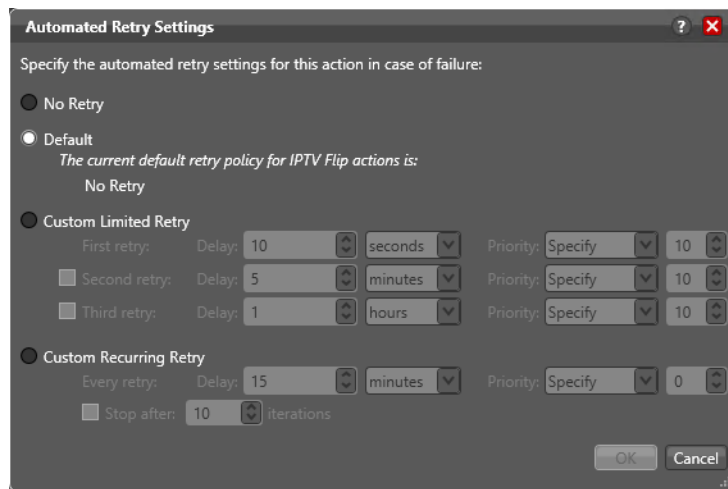 Automated Retry Settings ?
Specify the automated retry settings for this action in case of failure:
No Retry
Default
The current default retry policy for IPTV Flip actions is:
No Retry
Custom Limited Retry
First retry: Delay: 10 seconds Priority: Specify 10
Second retry: Delay: 5 minutes Priority: Specify 10
Third retry: Delay: 1 hours Priority: Specify 10
Custom Recurring Retry
Every retry: Delay: 15 minutes Priority: Specify 0
Stop after: 10 iterations
OK Cancel